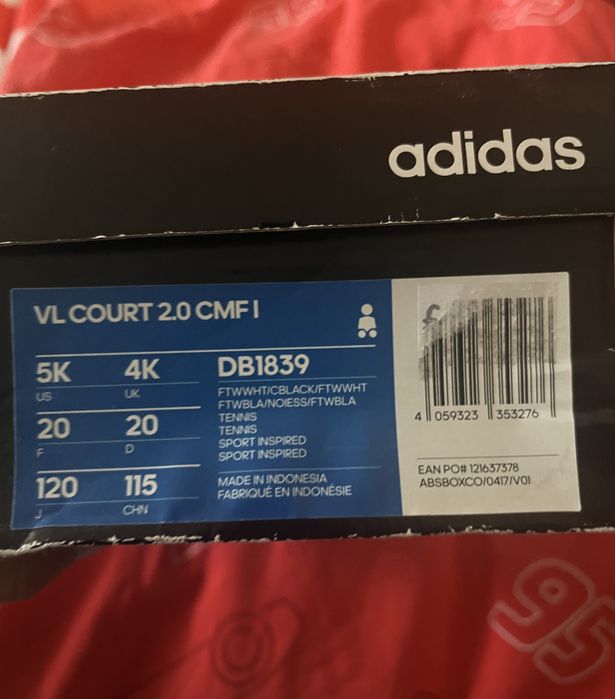 95
adidas
VL COURT 2.0 CMF I
5K 4K
US UK
20 20
F D
120 115
J CHN
DB1839
FTWWHT/CBLACK/FTWWHT
FTWBLA/NOIESS/FTWBLA
TENNIS
TENNIS
SPORT INSPIRED
SPORT INSPIRED
MADE IN INDONESIA
FABRIQUÉ EN INDONÉSIE
£
4 059323 353276
EAN PO# 121637378
ABSBOXCO/0417/V01
95